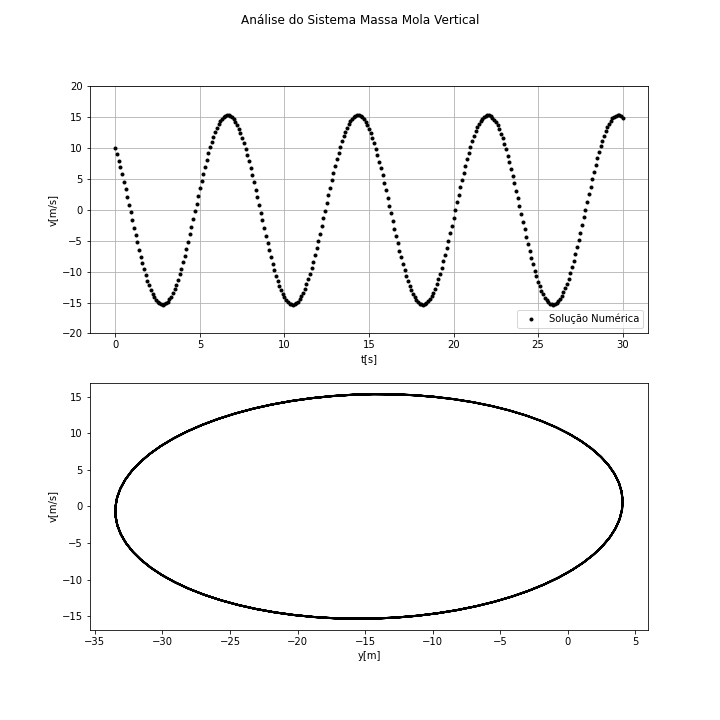 Análise do Sistema Massa Mola Vertical
20
15
10
5
0
−5
−10
−15
−20
v[m/s]
Solução Numérica
0 5 10 15 20 25 30
t[s]
15
10
5
0
−5
−10
−15
v[m/s]
−35 −30 −25 −20 −15 −10 −5 0 5
y[m]